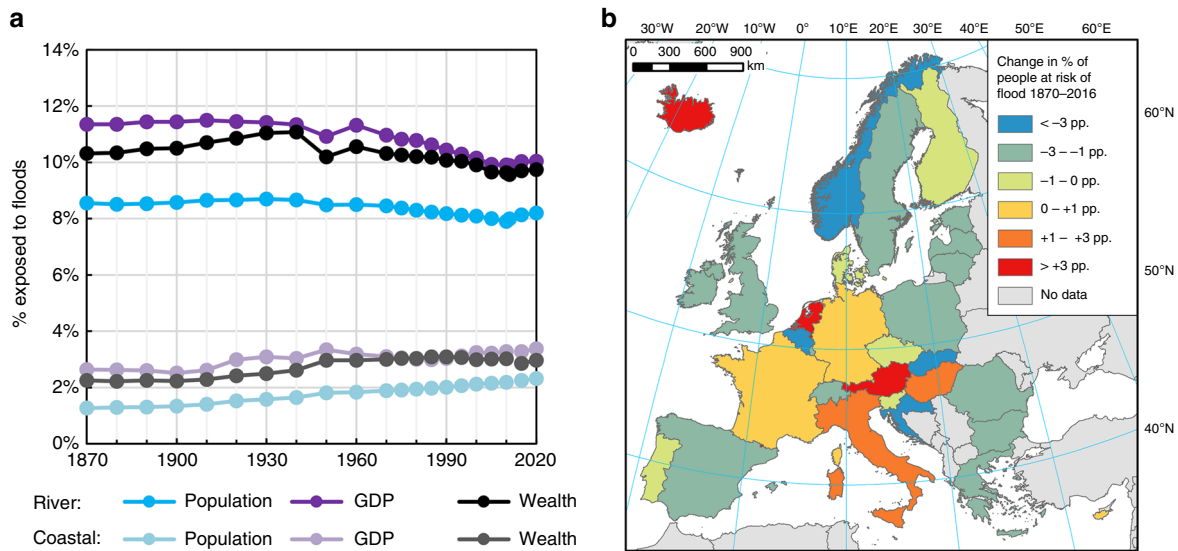 a
14%
12%
10%
8%
6%
4%
2%
0%
% exposed to floods
1870 1900 1930 1960 1990 2020
River: Population GDP Wealth
Coastal: Population GDP Wealth
b
30°W 20°W 10°W 0° 10°E 20°E 30°E 40°E 60°E
0 300 600 900
km
Change in % of
people at risk of
flood 1870–2016
< –3 pp.
–3 – –1 pp.
–1 – 0 pp.
0 – +1 pp.
+1 – +3 pp.
> +3 pp.
No data
60°N
50°N
40°N